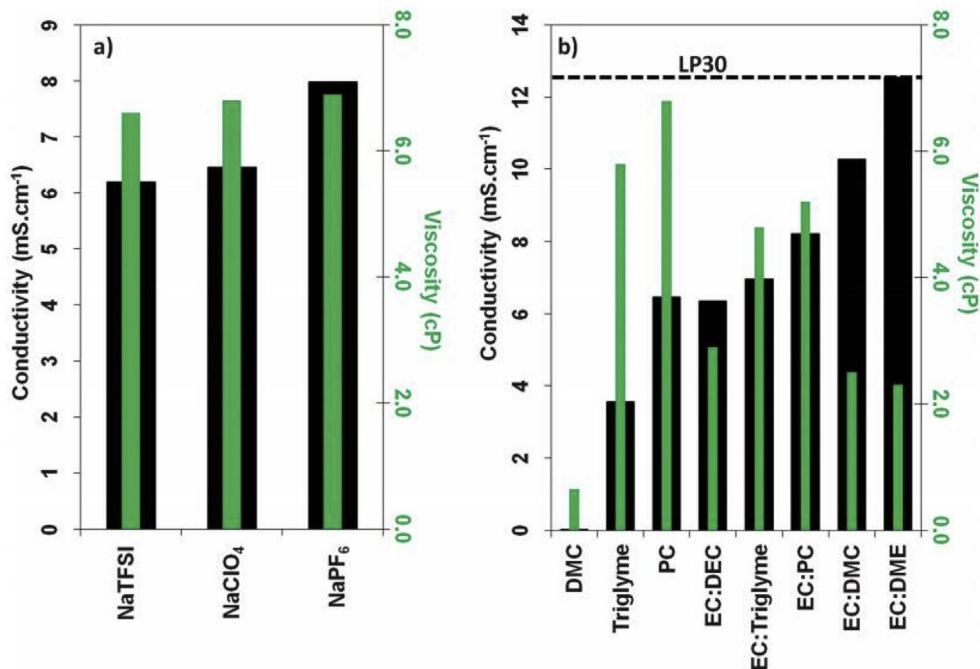 a)
9
8
7
6
5
4
3
2
1
0
Conductivity (mS.cm⁻¹)
8.0
6.0
4.0
2.0
0.0
Viscosity (cP)
NaTFSI
NaClO₄
NaPF₆
b)
LP30
14
12
10
8
6
4
2
0
Conductivity (mS.cm⁻¹)
8.0
6.0
4.0
2.0
0.0
Viscosity (cP)
DMC
Triglyme
PC
EC:DEC
EC:Triglyme
EC:PC
EC:DMC
EC:DME